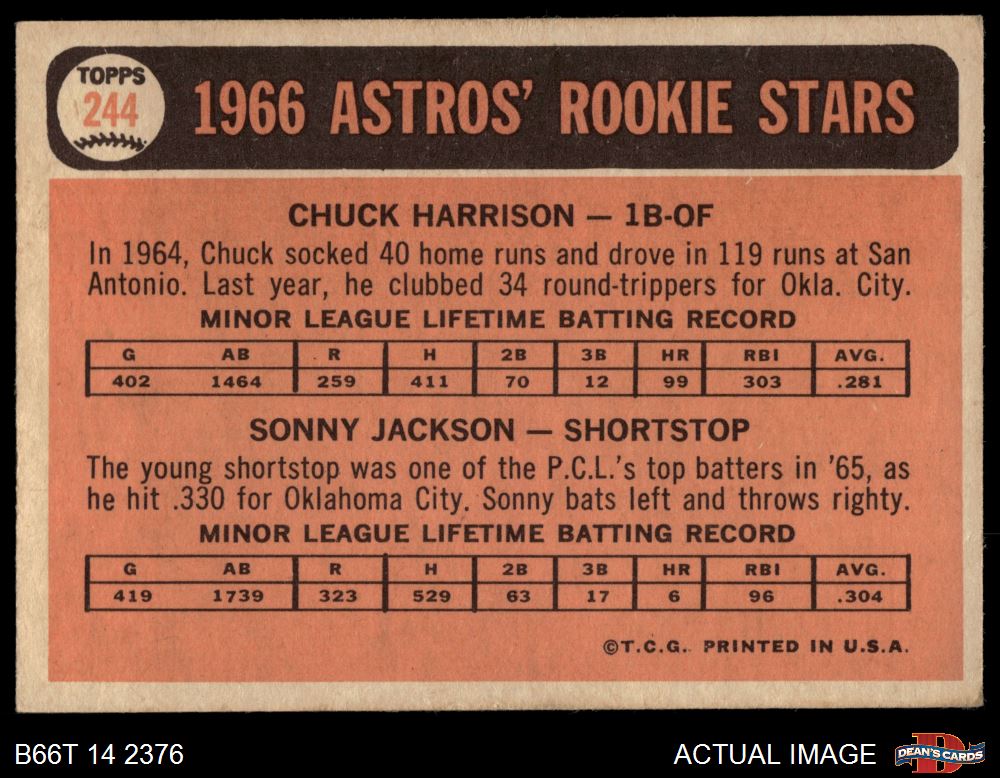 TOPPS
244
1966 ASTROS' ROOKIE STARS
CHUCK HARRISON — 1B-OF
In 1964, Chuck socked 40 home runs and drove in 119 runs at San
Antonio. Last year, he clubbed 34 round-trippers for Okla. City.
MINOR LEAGUE LIFETIME BATTING RECORD
G AB R H 2B 3B HR RBI AVG.
402 1464 259 411 70 12 99 303 .281
SONNY JACKSON — SHORTSTOP
The young shortstop was one of the P.C.L.'s top batters in '65, as
he hit .330 for Oklahoma City. Sonny bats left and throws righty.
MINOR LEAGUE LIFETIME BATTING RECORD
G AB R H 2B 3B HR RBI AVG.
419 1739 323 529 63 17 6 96 .304
©T.C.G. PRINTED IN U.S.A.
B66T 14 2376
ACTUAL IMAGE
D
DEAN'S CARDS